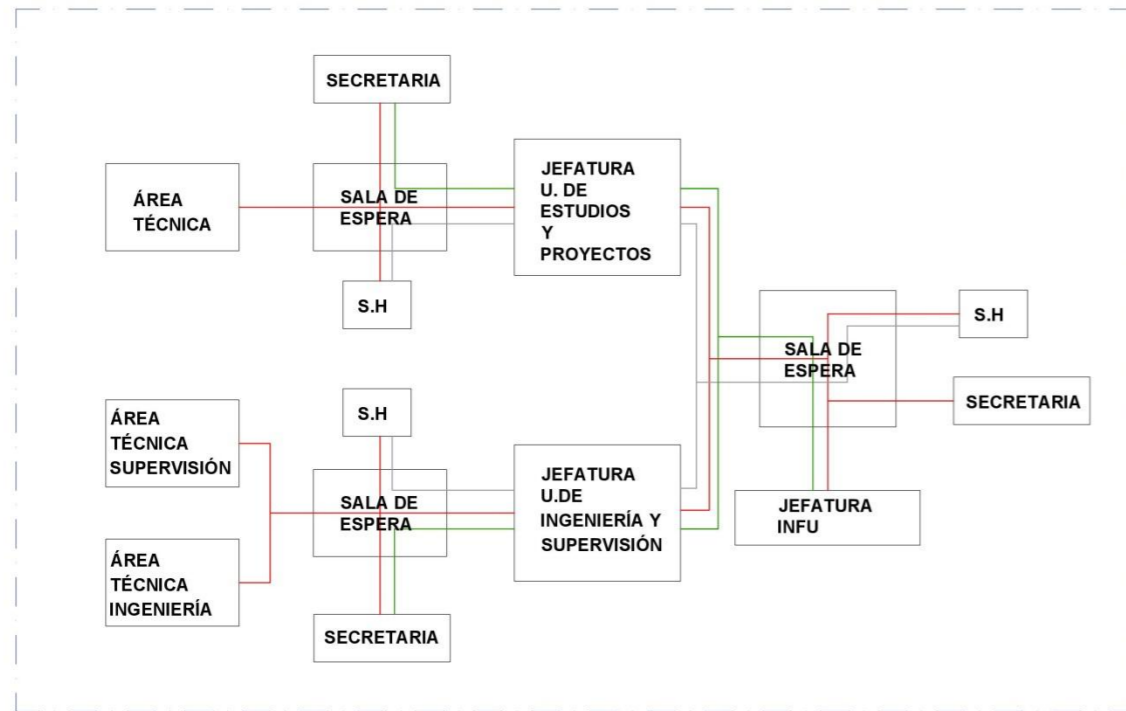 SECRETARIA
ÁREA
TÉCNICA
SALA DE
ESPERA
JEFATURA
U. DE
ESTUDIOS
Y
PROYECTOS
S.H
SALA DE
ESPERA
S.H
SECRETARIA
JEFATURA
INFU
S.H
ÁREA
TÉCNICA
SUPERVISIÓN
SALA DE
ESPERA
JEFATURA
U.DE
INGENIERÍA Y
SUPERVISIÓN
ÁREA
TÉCNICA
INGENIERÍA
SECRETARIA